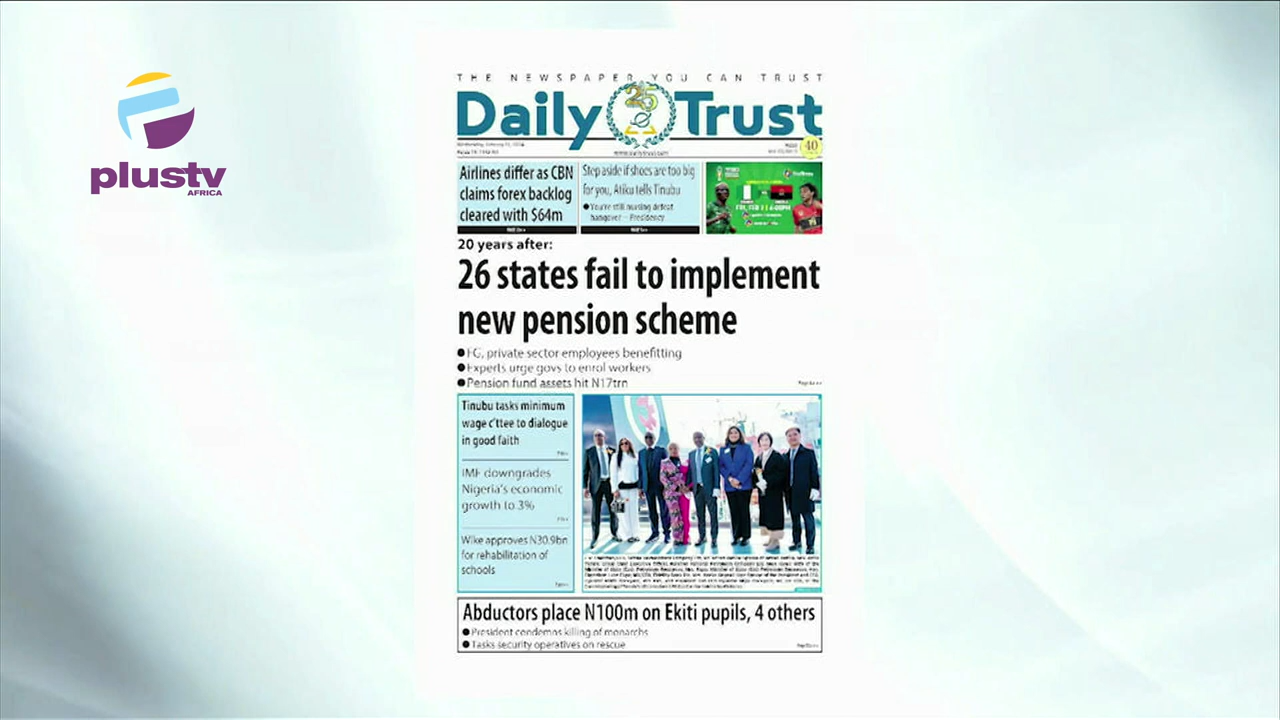 plustv
AFRICA
THE NEWSPAPER YOU CAN TRUST
Daily Trust
25
40
Airlines differ as CBN
claims forex backlog
cleared with $64m
Step aside if shoes are too big
for you, Atiku tells Tinubu
●You're still nursing defeat
hangover – Presidency
20 years after:
26 states fail to implement
new pension scheme
●FG, private sector employees benefitting
●Experts urge govs to enrol workers
●Pension fund assets hit N17trn
Tinubu tasks minimum
wage c'ttee to dialogue
in good faith
IMF downgrades
Nigeria's economic
growth to 3%
Wike approves N30.9bn
for rehabilitation of
schools
Abductors place N100m on Ekiti pupils, 4 others
●President condemns killing of monarchs
●Tasks security operatives on rescue